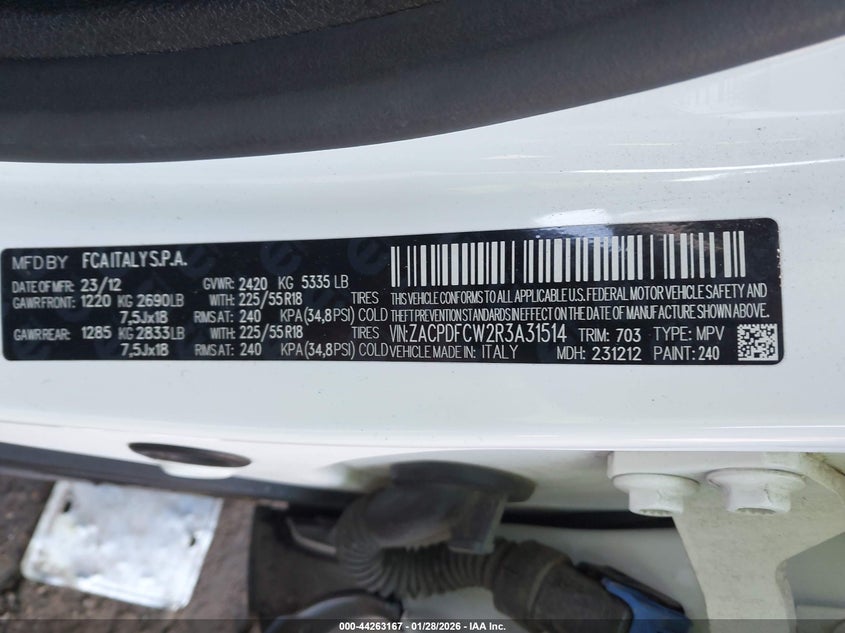 MFD BY FCA ITALY S.P.A.
DATE OF MFR: 23/12 GVWR: 2420 KG 5335 LB
GAWR FRONT: 1220 KG 2690LB WITH: 225/55 R18 TIRES
7,5Jx18 RIMS AT: 240 KPA (34,8PSI) COLD
GAWR REAR: 1285 KG 2833LB WITH: 225/55 R18 TIRES
7,5Jx18 RIMS AT: 240 KPA (34,8PSI) COLD
THIS VEHICLE CONFORMS TO ALL APPLICABLE U.S. FEDERAL MOTOR VEHICLE SAFETY AND
THEFT PREVENTION STANDARDS IN EFFECT ON THE DATE OF MANUFACTURE SHOWN ABOVE.
VIN: ZACPDFCW2R3A31514 TRIM: 703 TYPE: MPV
VEHICLE MADE IN: ITALY MDH: 231212 PAINT: 240
000-44263167 - 01/28/2026 - IAA Inc.